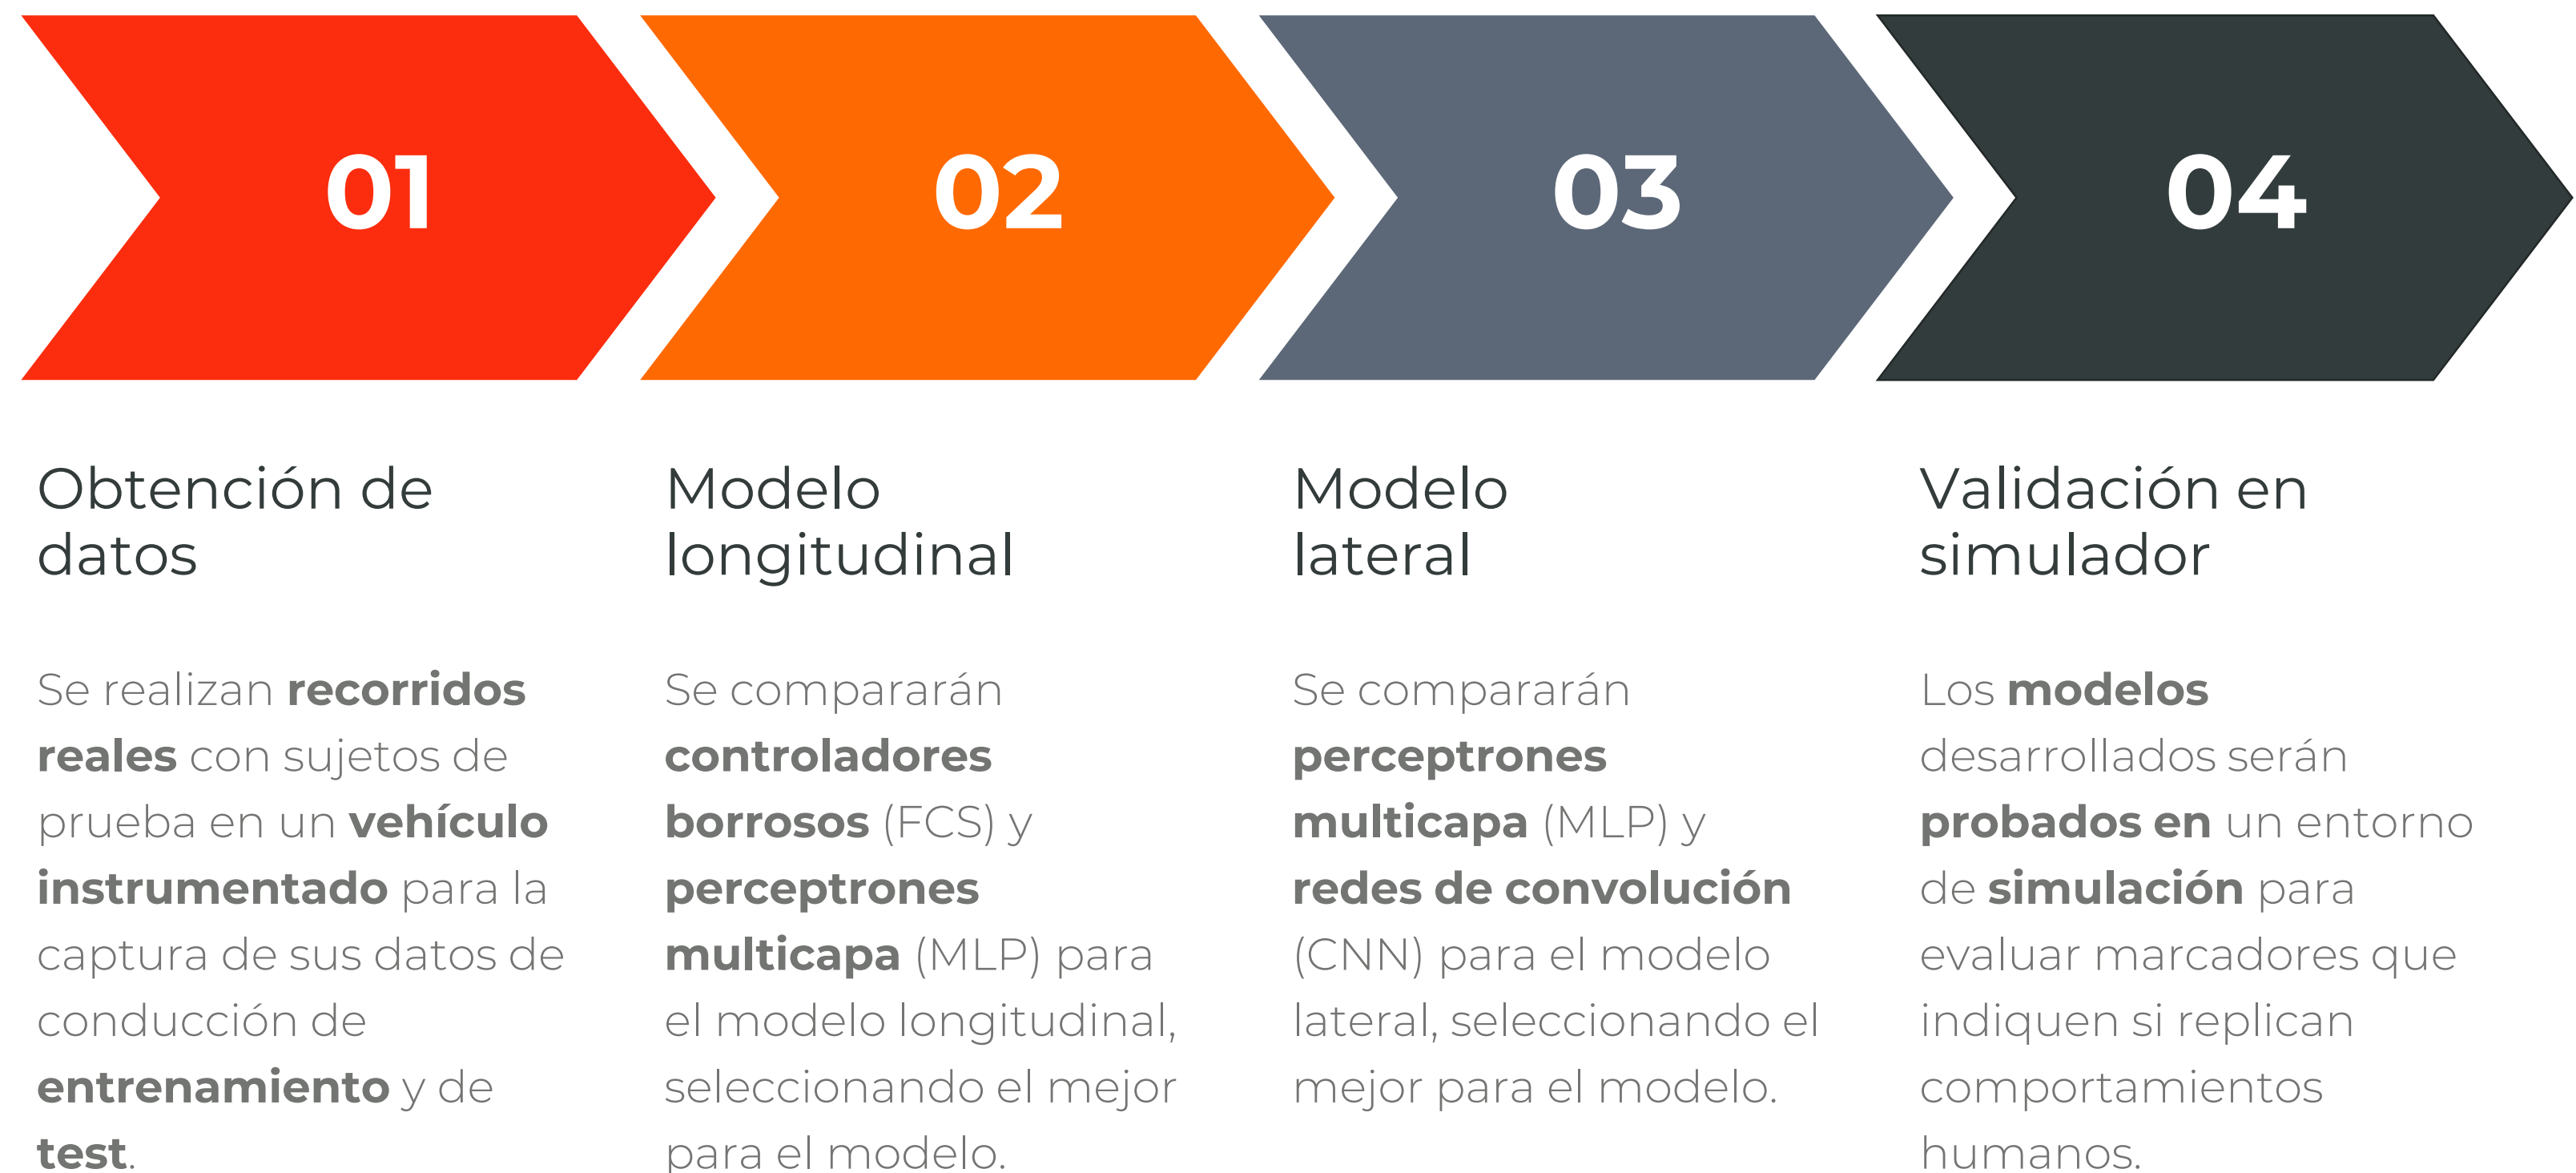 01
02
03
04
Obtención de
datos
Se realizan recorridos
reales con sujetos de
prueba en un vehículo
instrumentado para la
captura de sus datos de
conducción de
entrenamiento y de
test.
Modelo
longitudinal
Se compararán
controladores
borrosos (FCS) y
perceptrones
multicapa (MLP) para
el modelo longitudinal,
seleccionando el mejor
para el modelo.
Modelo
lateral
Se compararán
perceptrones
multicapa (MLP) y
redes de convolución
(CNN) para el modelo
lateral, seleccionando el
mejor para el modelo.
Validación en
simulador
Los modelos
desarrollados serán
probados en un entorno
de simulación para
evaluar marcadores que
indiquen si replican
comportamientos
humanos.